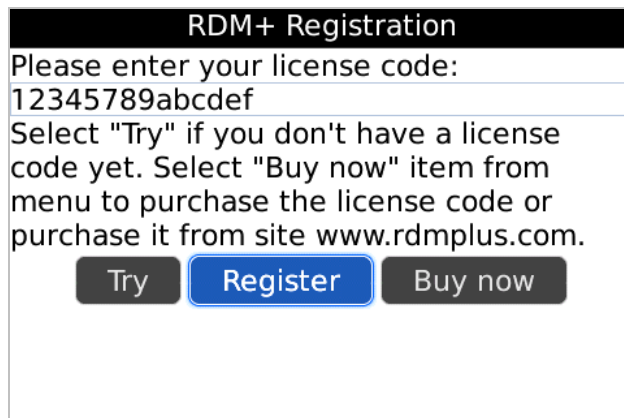 RDM+ Registration
Please enter your license code:
12345789abcdef
Select "Try" if you don't have a license
code yet. Select "Buy now" item from
menu to purchase the license code or
purchase it from site www.rdmplus.com.
Try Register Buy now